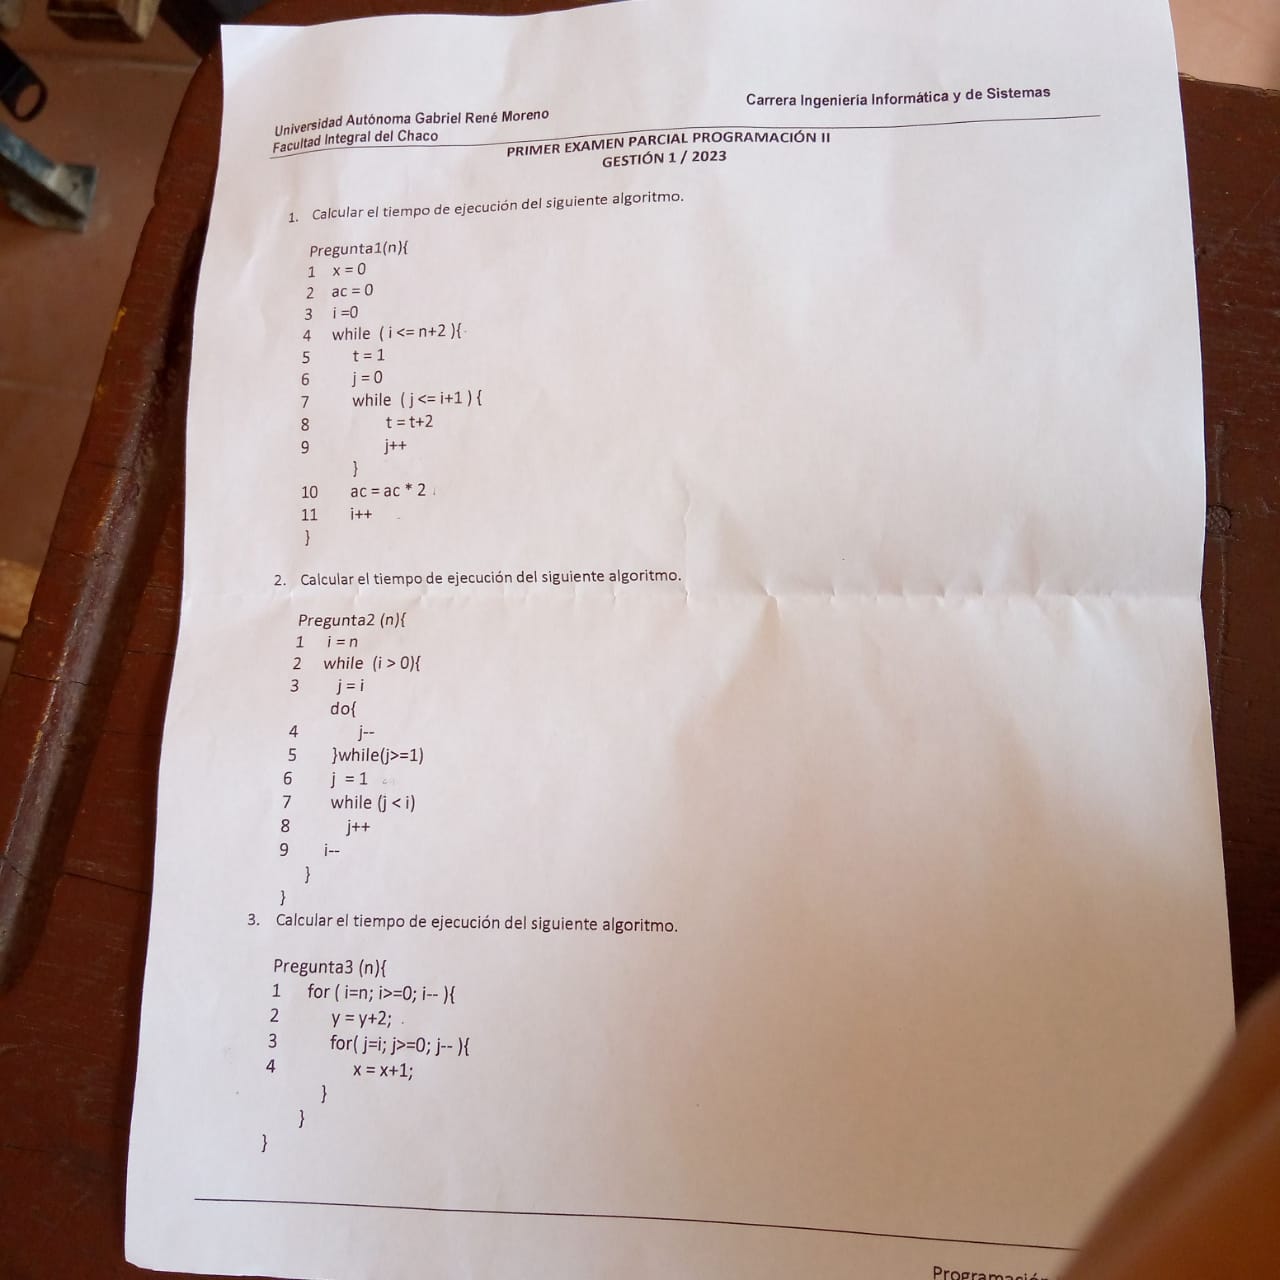 Universidad Autónoma Gabriel René Moreno
Carrera Ingeniería Informática y de Sistemas
Facultad Integral del Chaco
PRIMER EXAMEN PARCIAL PROGRAMACIÓN II
GESTIÓN 1 / 2023
1. Calcular el tiempo de ejecución del siguiente algoritmo.
Pregunta1(n){
1 x = 0
2 ac = 0
3 i =0
4 while ( i <= n+2 ){
5 t = 1
6 j = 0
7 while ( j <= i+1 ) {
8 t = t+2
9 j++
}
10 ac = ac * 2
11 i++
}
2. Calcular el tiempo de ejecución del siguiente algoritmo.
Pregunta2 (n){
1 i = n
2 while (i > 0){
3 j = i
do{
4 j--
5 }while(j>=1)
6 j = 1
7 while (j < i)
8 j++
9 i--
}
}
3. Calcular el tiempo de ejecución del siguiente algoritmo.
Pregunta3 (n){
1 for ( i=n; i>=0; i-- ){
2 y = y+2;
3 for( j=i; j>=0; j-- ){
4 x = x+1;
}
}
}